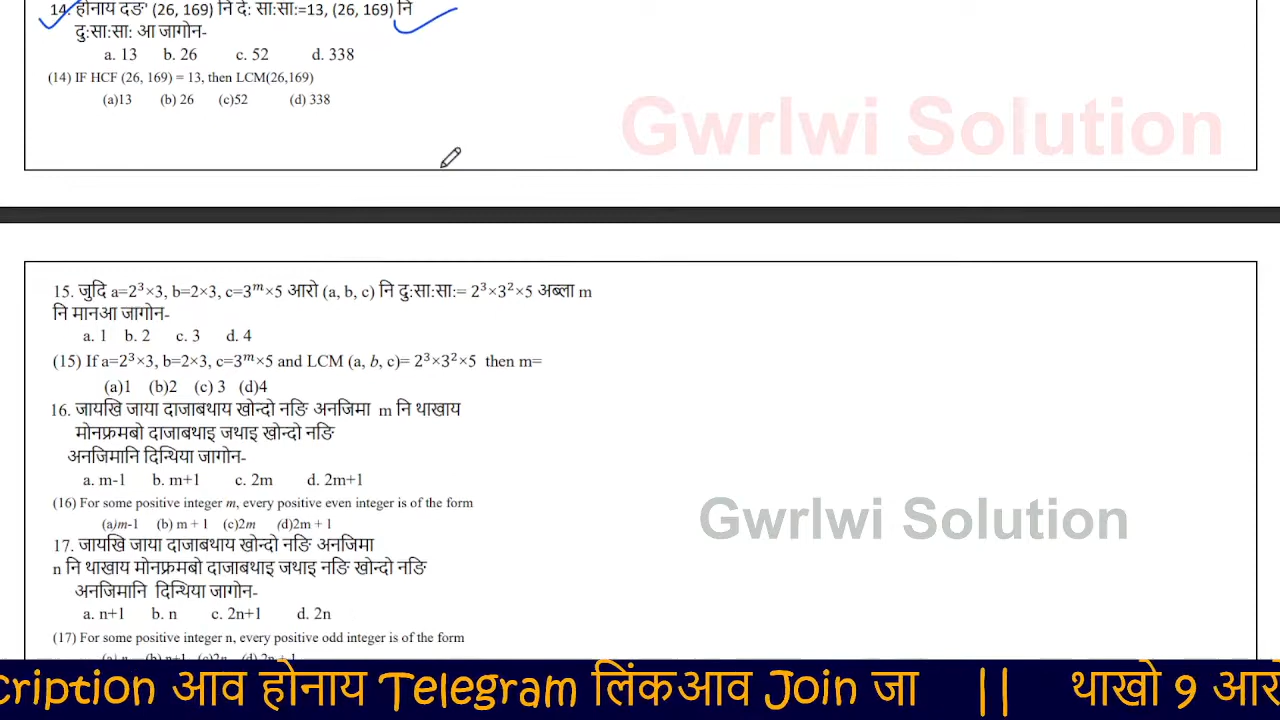 14. होनाय दङ' (26, 169) नि दे: सा:सा:=13, (26, 169) नि
दु:सा:सा: आ जागोन-
a. 13 b. 26 c. 52 d. 338
(14) IF HCF (26, 169) = 13, then LCM(26,169)
(a)13 (b) 26 (c)52 (d) 338
Gwrlwi Solution
15. जुदि a=2³×3, b=2×3, c=3ᵐ×5 आरो (a, b, c) नि दु:सा:सा:= 2³×3²×5 अब्ला m
नि मानआ जागोन-
a. 1 b. 2 c. 3 d. 4
(15) If a=2³×3, b=2×3, c=3ᵐ×5 and LCM (a, b, c)= 2³×3²×5 then m=
(a)1 (b)2 (c) 3 (d)4
16. जायखि जाया दाजाबथाय खोन्दो नङि अनजिमा m नि थाखाय
मोनफ्रमबो दाजाबथाइ जथाइ खोन्दो नङि
अनजिमानि दिन्थिया जागोन-
a. m-1 b. m+1 c. 2m d. 2m+1
(16) For some positive integer m, every positive even integer is of the form
(a)m-1 (b) m + 1 (c)2m (d)2m + 1
Gwrlwi Solution
17. जायखि जाया दाजाबथाय खोन्दो नङि अनजिमा
n नि थाखाय मोनफ्रमबो दाजाबथाइ जथाइ नङि खोन्दो नङि
अनजिमानि दिन्थिया जागोन-
a. n+1 b. n c. 2n+1 d. 2n
(17) For some positive integer n, every positive odd integer is of the form
(a) n (b) n+1 (c)2n (d) 2n + 1
cription आव होनाय Telegram लिंकआव Join जा || थाखो 9 आरो